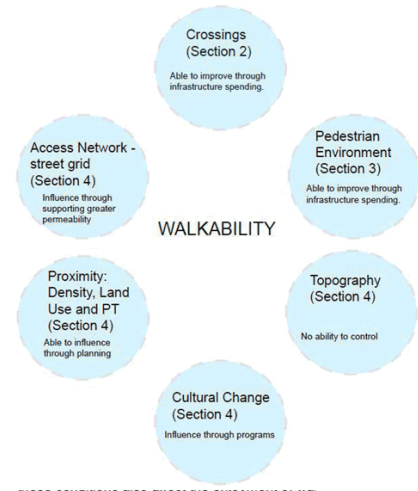 Crossings
(Section 2)
Able to improve through
infrastructure spending.
Access Network -
street grid
(Section 4)
Influence through
supporting greater
permeability
Pedestrian
Environment
(Section 3)
Able to improve through
infrastructure spending.
WALKABILITY
Proximity:
Density, Land
Use and PT
(Section 4)
Able to influence
through planning
Topography
(Section 4)
No ability to control
Cultural Change
(Section 4)
Influence through programs